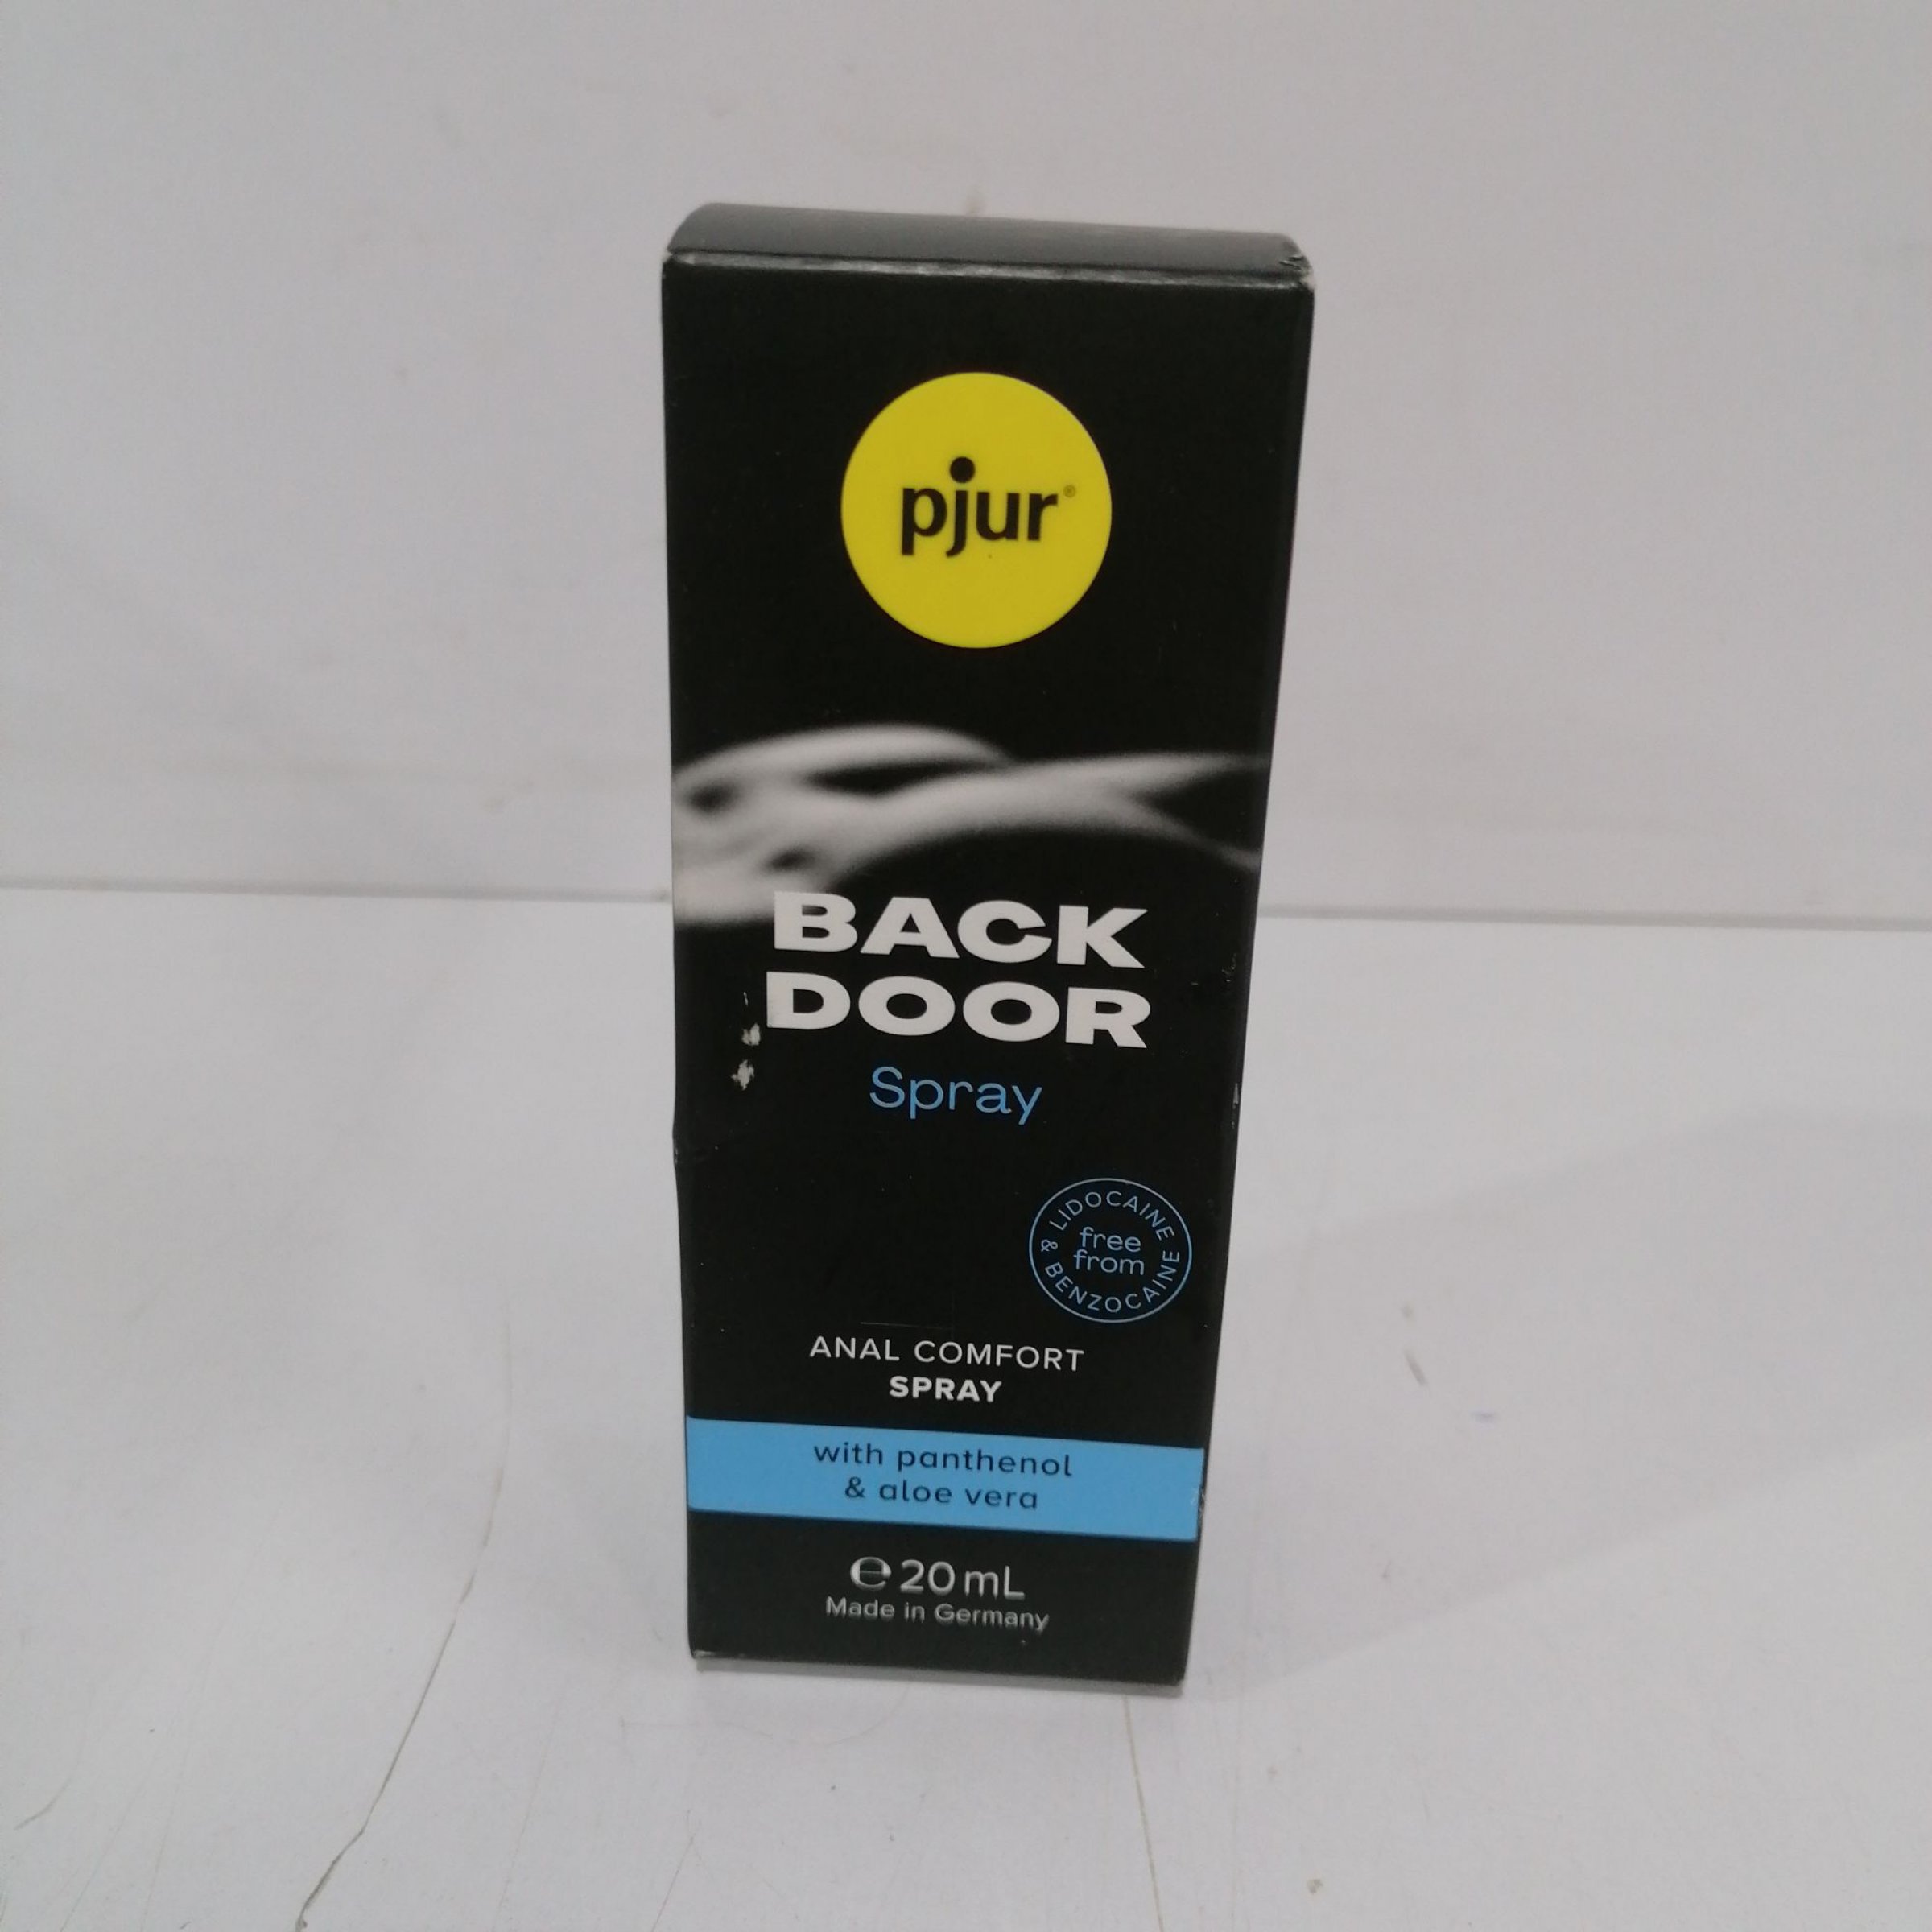 pjur®
BACK
DOOR
Spray
LIDOCAINE
free
from
& BENZOCAINE
ANAL COMFORT
SPRAY
with panthenol
& aloe vera
℮ 20 mL
Made in Germany